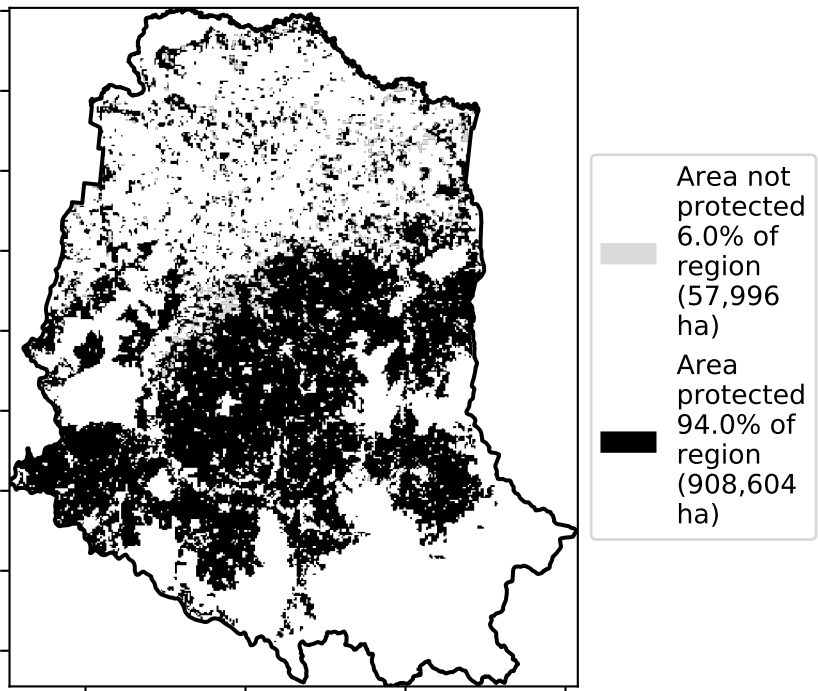 Area not
protected
6.0% of
region
(57,996
ha)
Area
protected
94.0% of
region
(908,604
ha)